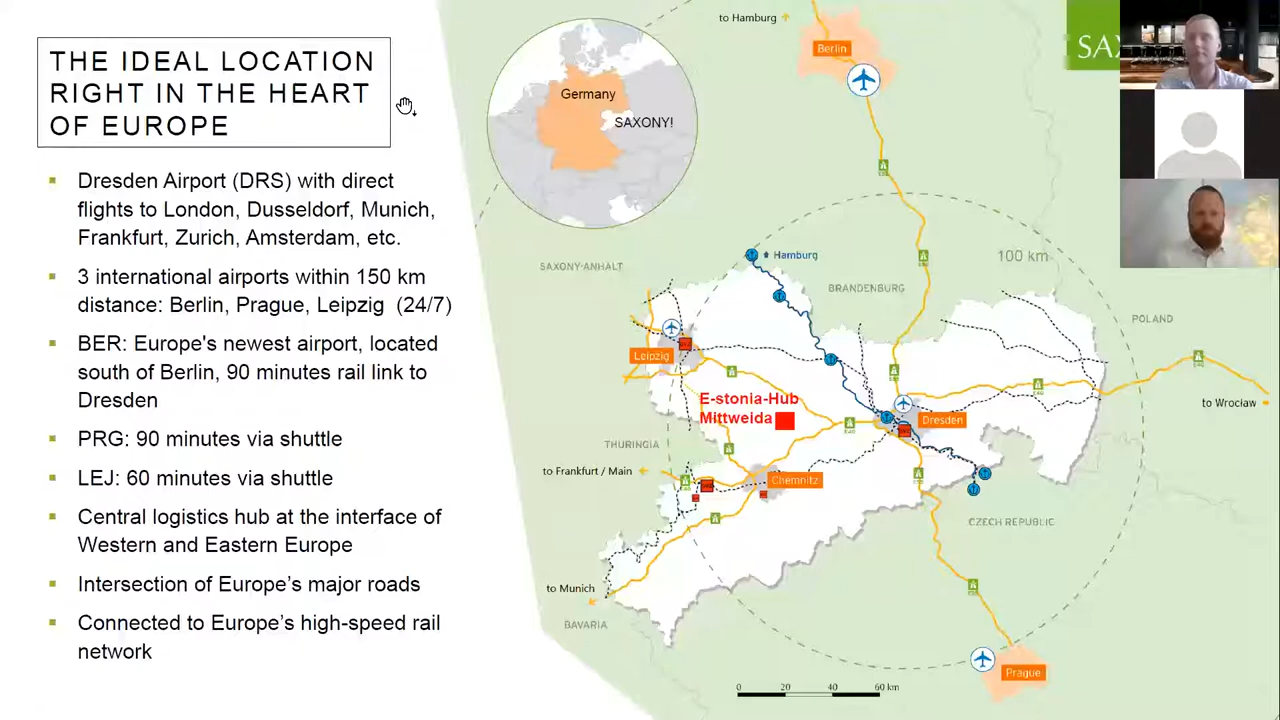 THE IDEAL LOCATION
RIGHT IN THE HEART
OF EUROPE
Dresden Airport (DRS) with direct
flights to London, Dusseldorf, Munich,
Frankfurt, Zurich, Amsterdam, etc.
3 international airports within 150 km
distance: Berlin, Prague, Leipzig (24/7)
BER: Europe's newest airport, located
south of Berlin, 90 minutes rail link to
Dresden
PRG: 90 minutes via shuttle
LEJ: 60 minutes via shuttle
Central logistics hub at the interface of
Western and Eastern Europe
Intersection of Europe’s major roads
Connected to Europe’s high-speed rail
network
Germany
SAXONY!
to Hamburg
Berlin
100 km
SAXONY-ANHALT
Hamburg
BRANDENBURG
POLAND
Leipzig
E-stonia-Hub
Mittweida
to Wrocław
Dresden
THURINGIA
to Frankfurt / Main
Chemnitz
CZECH REPUBLIC
to Munich
BAVARIA
Prague
0 20 40 60 km